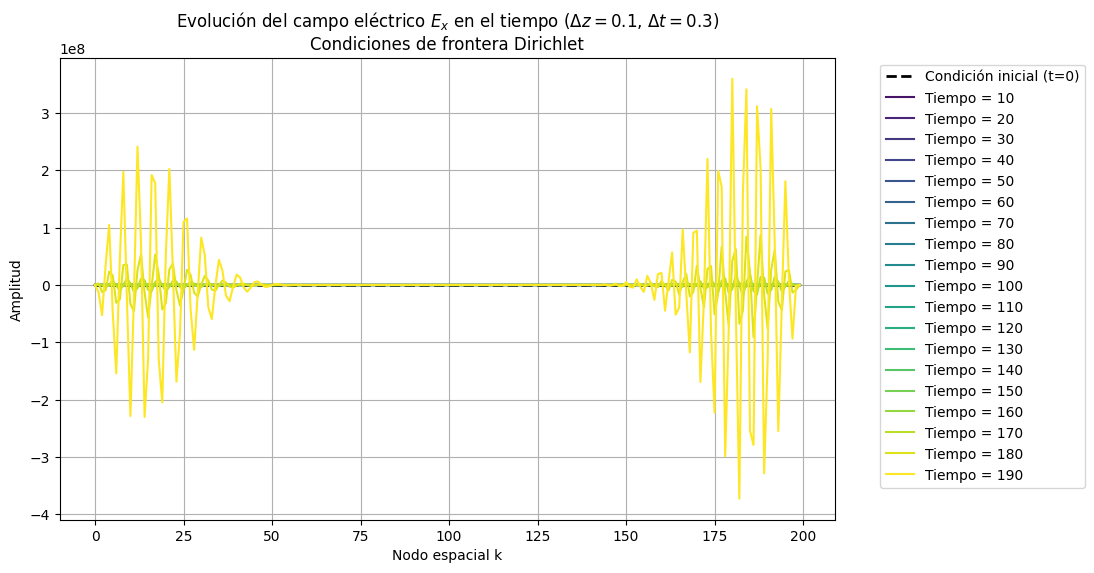 Evolución del campo eléctrico $E_x$ en el tiempo ($\Delta z = 0.1$, $\Delta t = 0.3$)
Condiciones de frontera Dirichlet
1e8
3
2
1
0
−1
−2
−3
−4
Amplitud
0 25 50 75 100 125 150 175 200
Nodo espacial k
Condición inicial (t=0)
Tiempo = 10
Tiempo = 20
Tiempo = 30
Tiempo = 40
Tiempo = 50
Tiempo = 60
Tiempo = 70
Tiempo = 80
Tiempo = 90
Tiempo = 100
Tiempo = 110
Tiempo = 120
Tiempo = 130
Tiempo = 140
Tiempo = 150
Tiempo = 160
Tiempo = 170
Tiempo = 180
Tiempo = 190